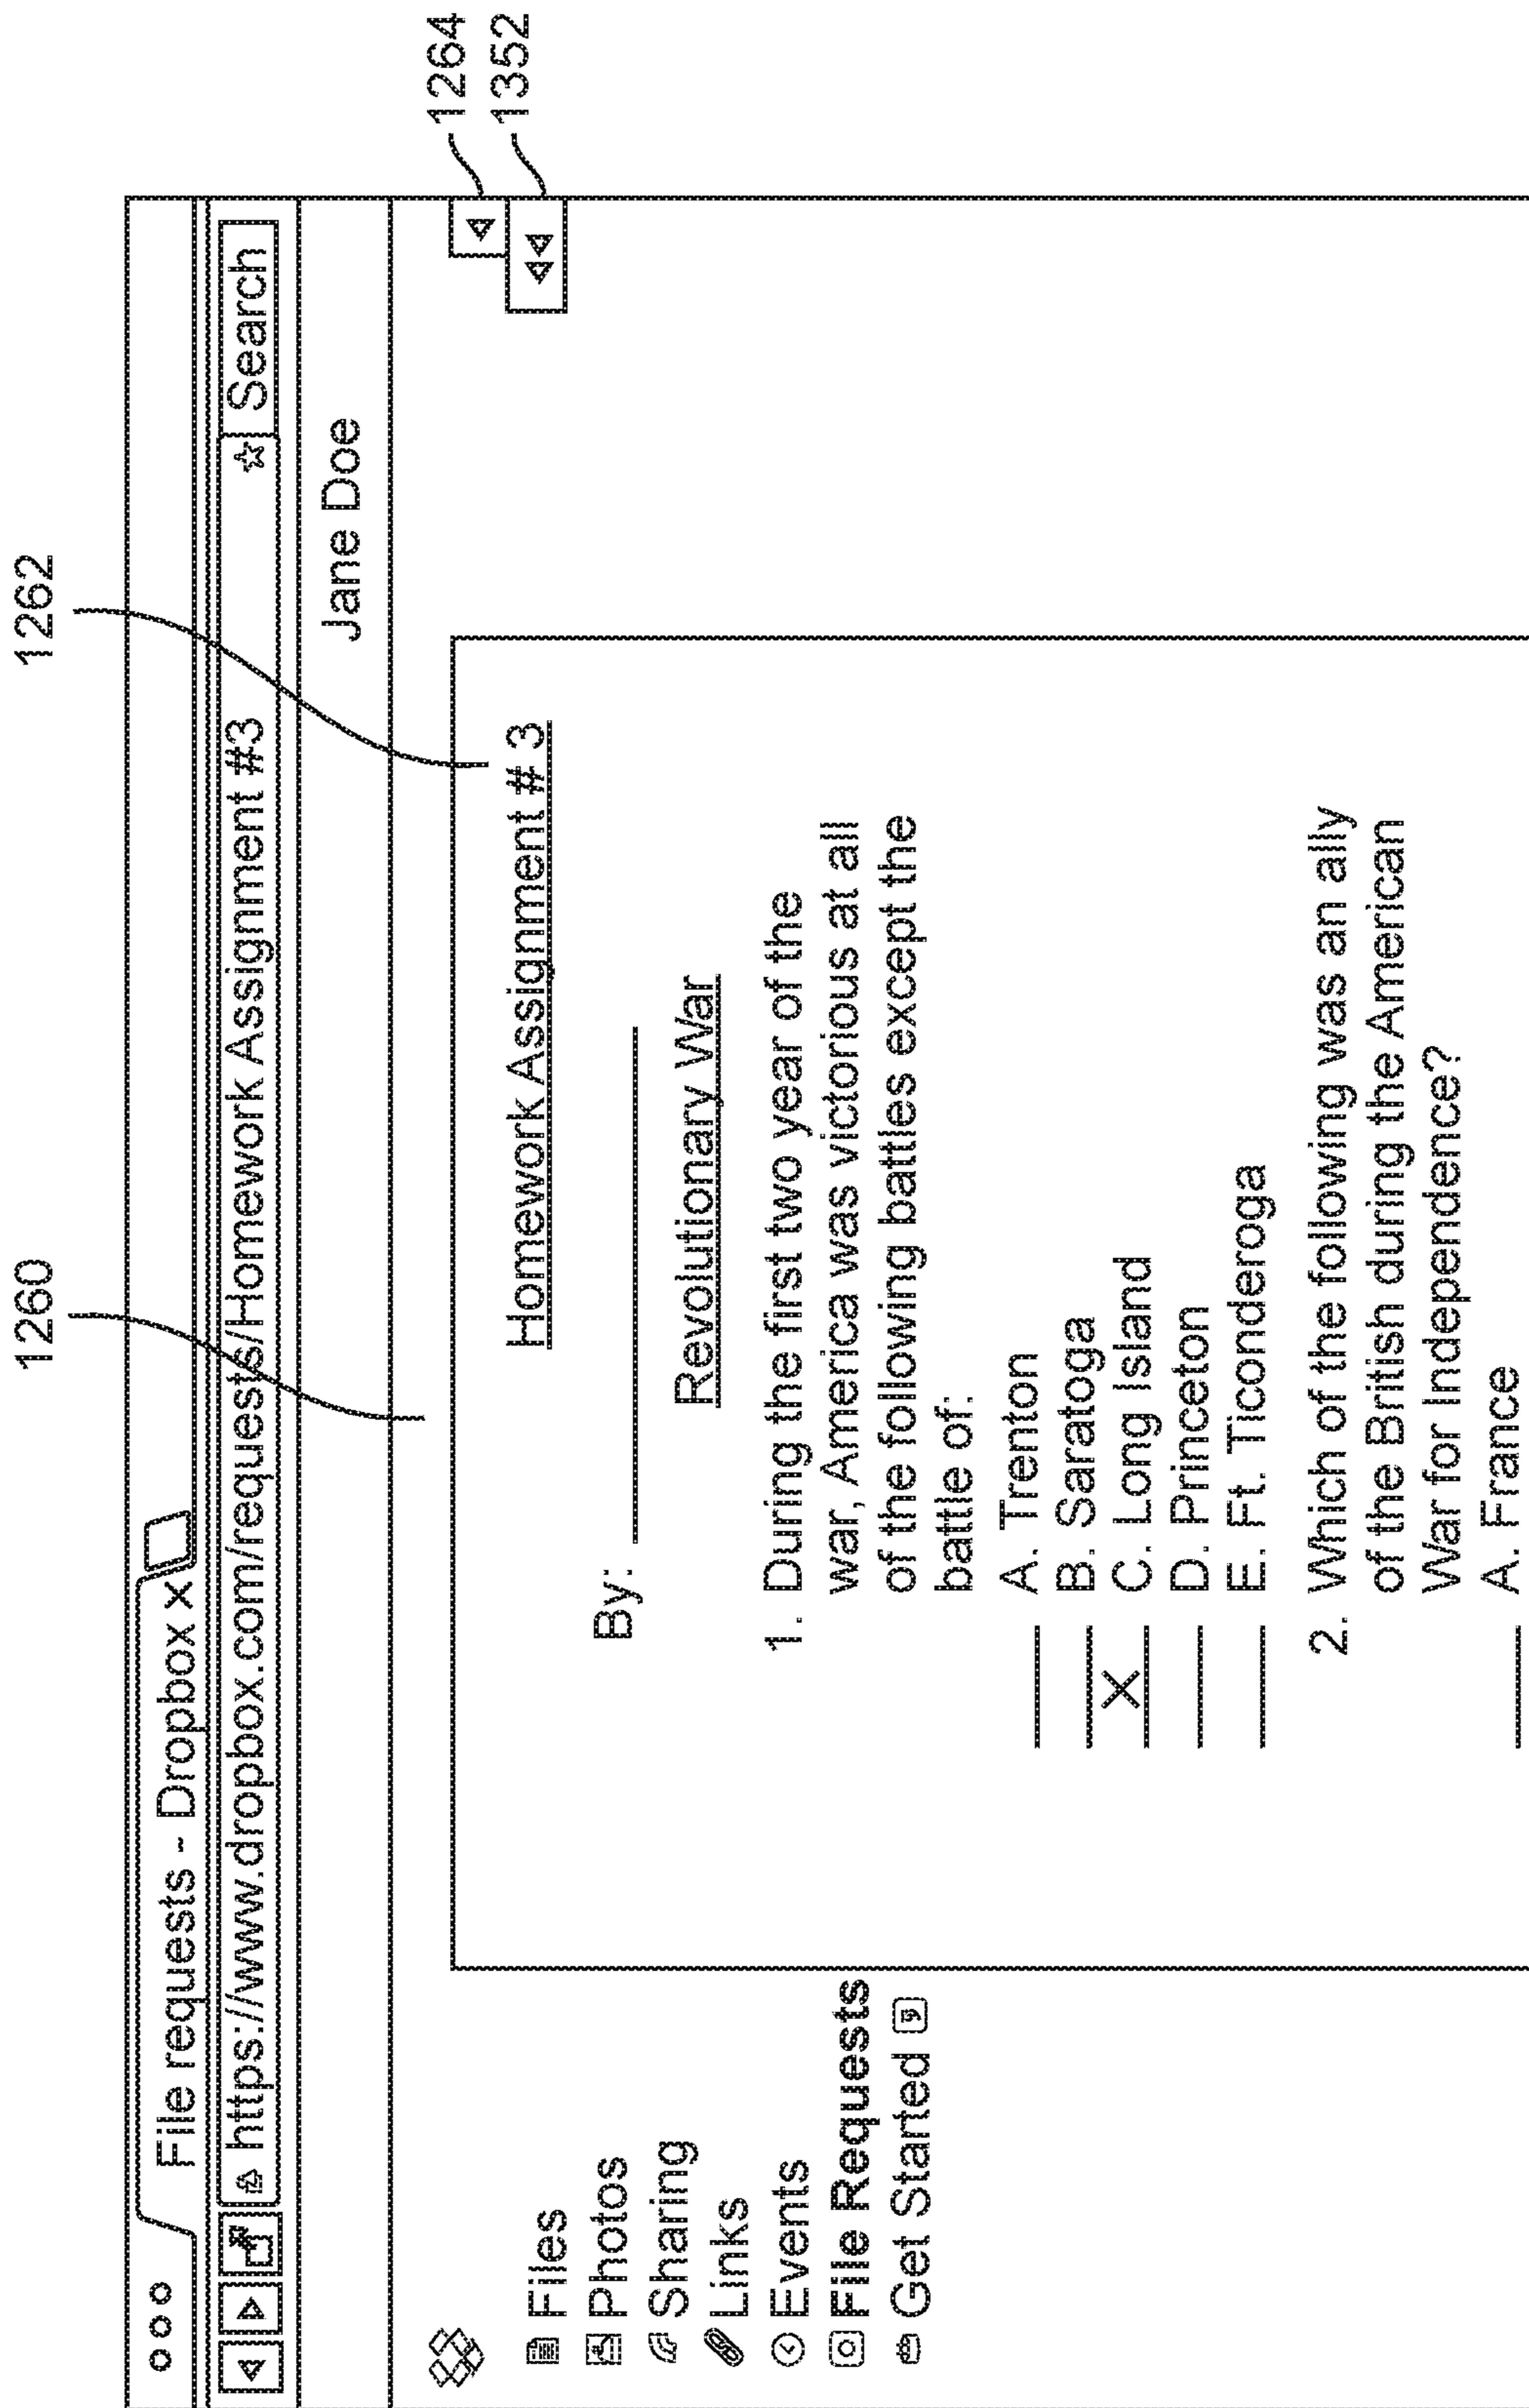 1260
1262
File requests - Dropbox x
https://www.dropbox.com/requests/Homework Assignment #3
Search
Jane Doe
1264
1352
Files
Photos
Sharing
Links
Events
File Requests
Get Started
Homework Assignment # 3
By:
Revolutionary War
1. During the first two year of the
war, America was victorious at all
of the following battles except the
battle of:
A. Trenton
B. Saratoga
X C. Long Island
D. Princeton
E. Ft. Ticonderoga
2. Which of the following was an ally
of the British during the American
War for Independence?
A. France